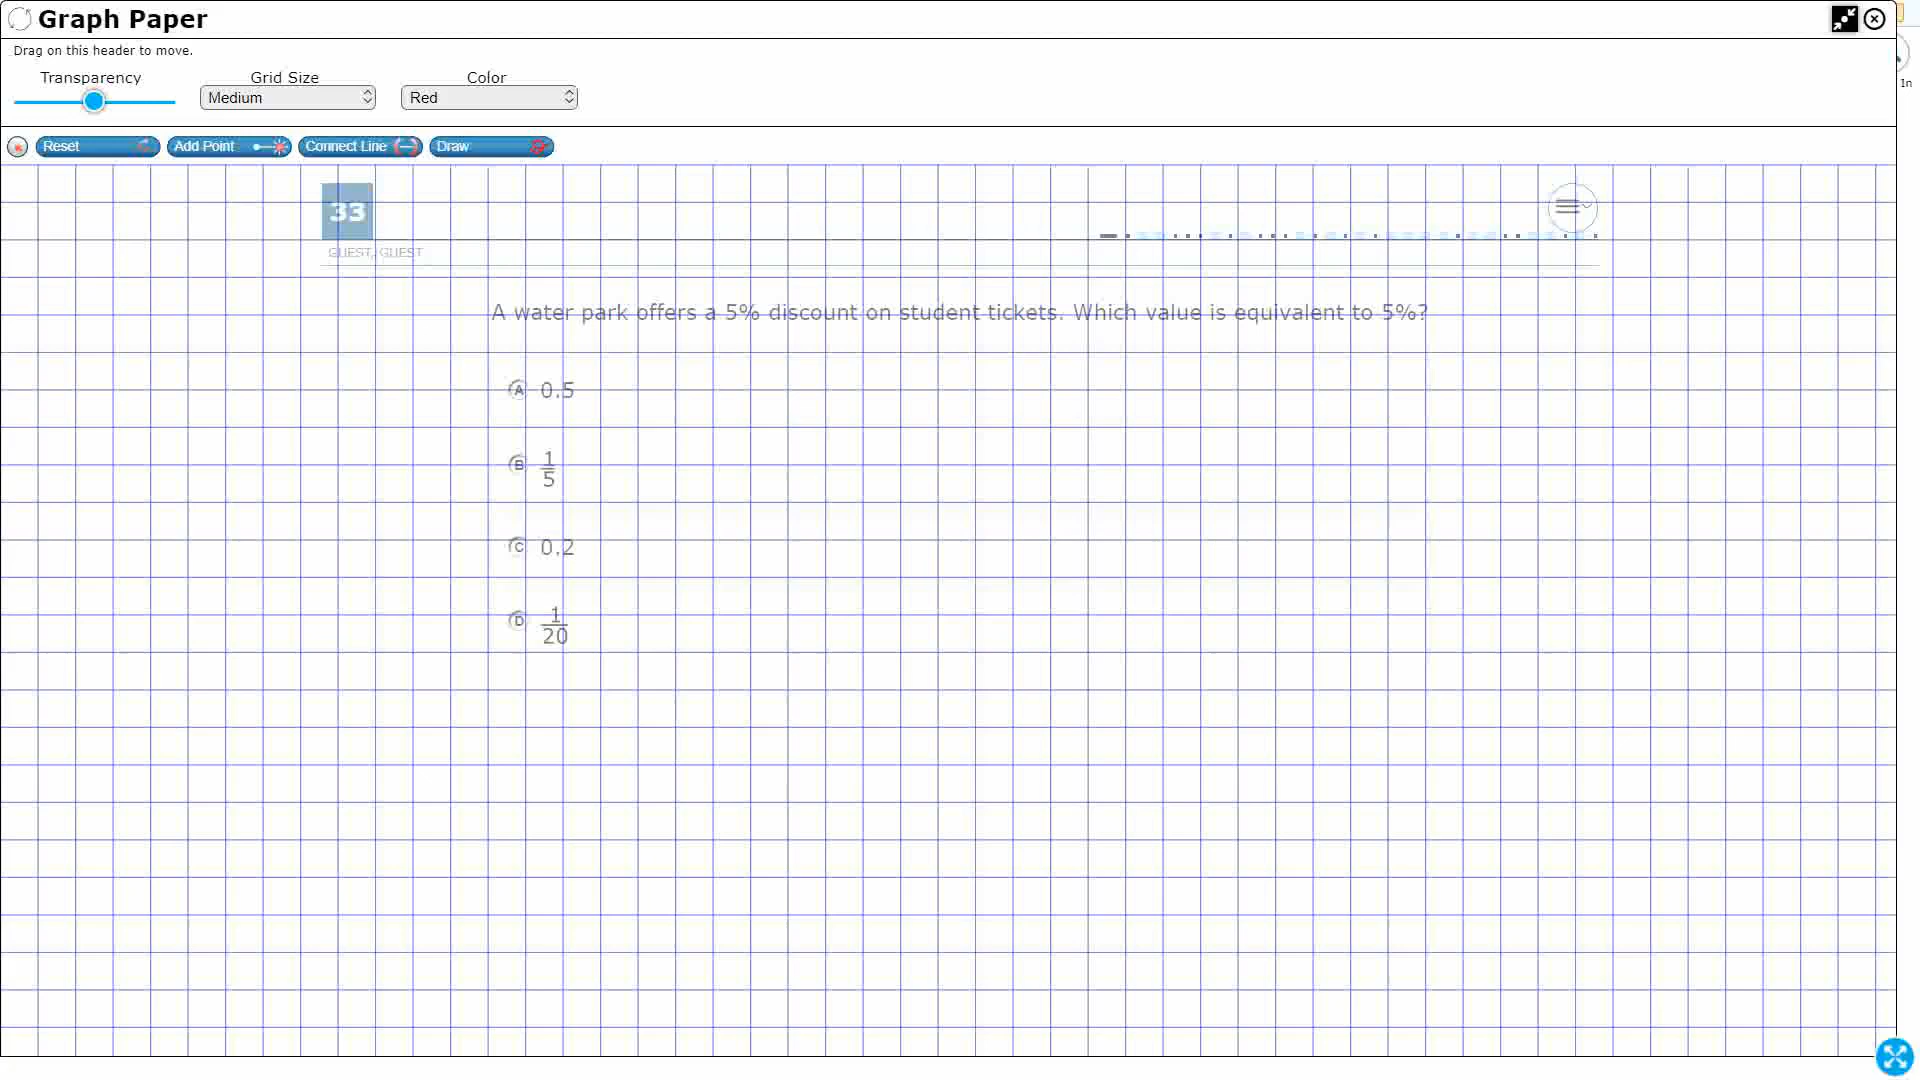 Graph Paper
Drag on this header to move.
Transparency
Grid Size
Color
Medium
Red
Reset
Add Point
Connect Line
Draw
33
GUEST, GUEST
A water park offers a 5% discount on student tickets. Which value is equivalent to 5%?
A 0.5
B 1
5
C 0.2
D 1
20